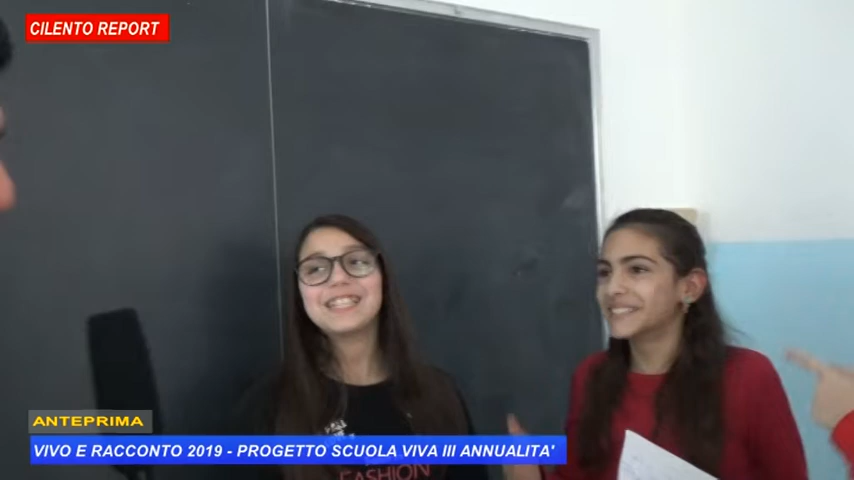 CILENTO REPORT
ANTEPRIMA
VIVO E RACCONTO 2019 - PROGETTO SCUOLA VIVA III ANNUALITA'
FASHION